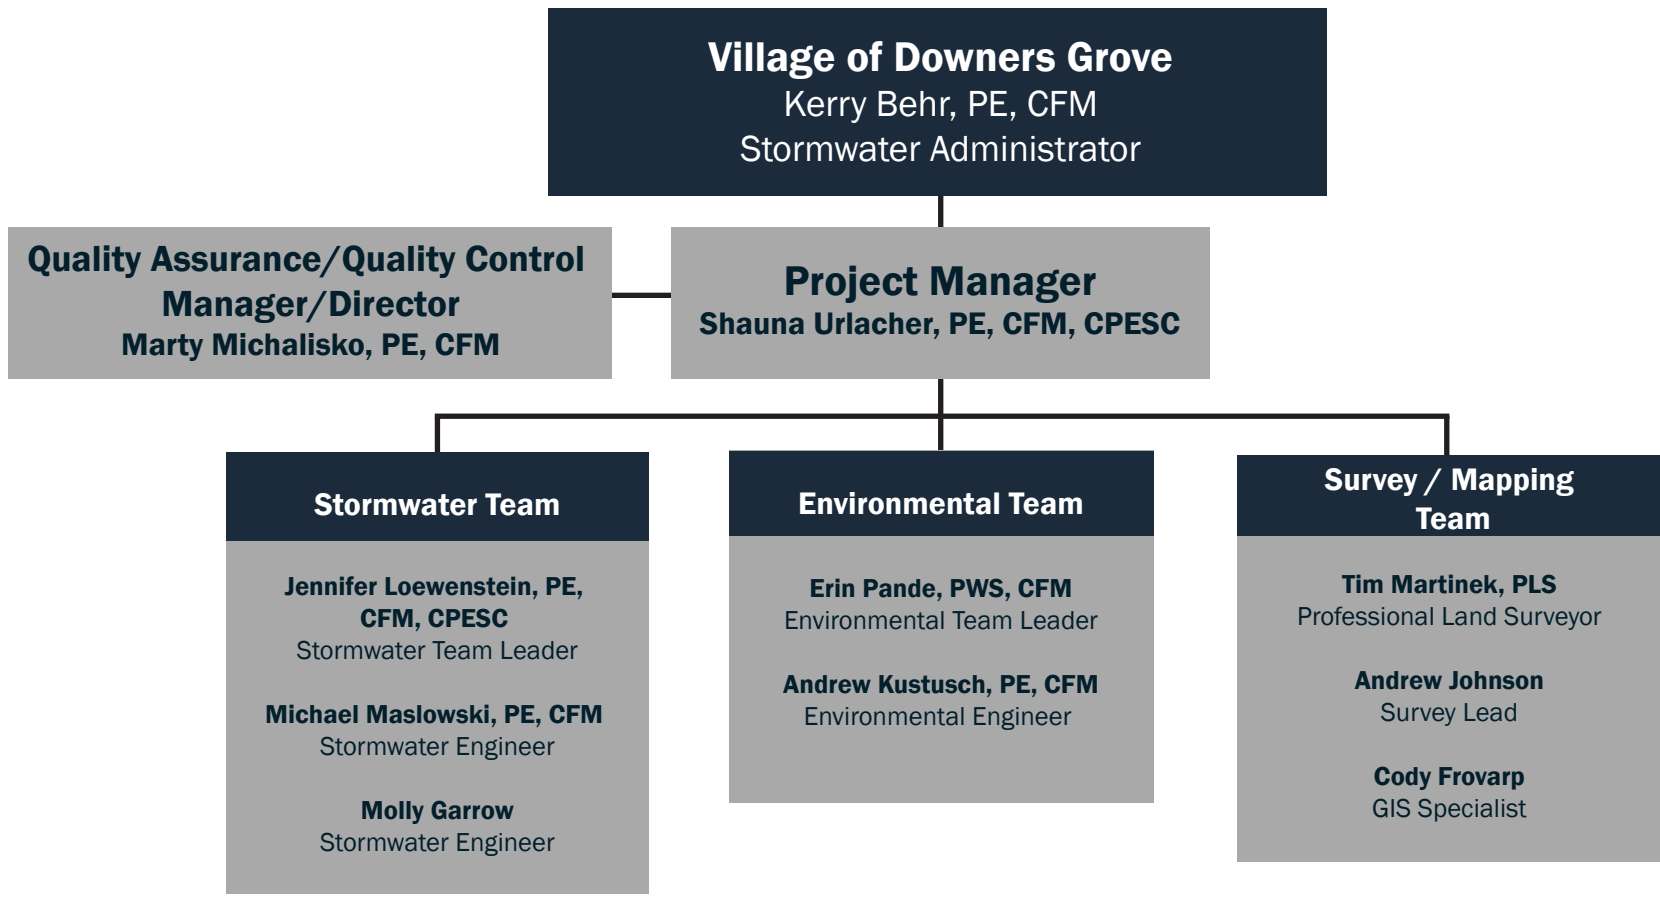 Village of Downers Grove
Kerry Behr, PE, CFM
Stormwater Administrator
Quality Assurance/Quality Control
Manager/Director
Marty Michalisko, PE, CFM
Project Manager
Shauna Urlacher, PE, CFM, CPESC
Stormwater Team
Jennifer Loewenstein, PE,
CFM, CPESC
Stormwater Team Leader
Michael Maslowski, PE, CFM
Stormwater Engineer
Molly Garrow
Stormwater Engineer
Environmental Team
Erin Pande, PWS, CFM
Environmental Team Leader
Andrew Kustusch, PE, CFM
Environmental Engineer
Survey / Mapping
Team
Tim Martinek, PLS
Professional Land Surveyor
Andrew Johnson
Survey Lead
Cody Frovarp
GIS Specialist